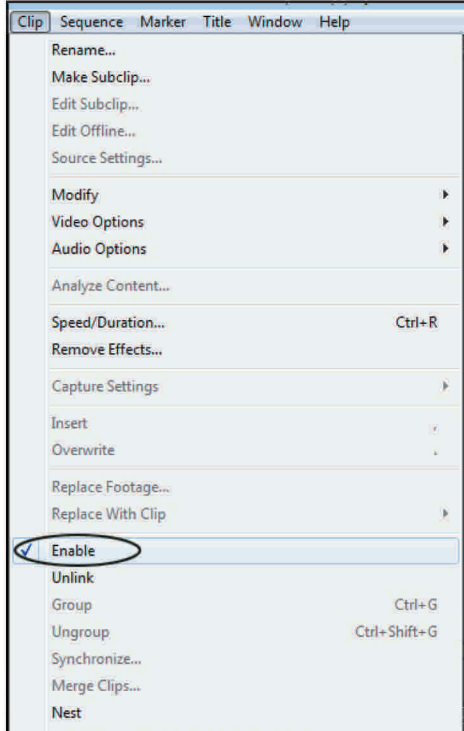 Clip Sequence Marker Title Window Help
Rename...
Make Subclip...
Edit Subclip...
Edit Offline...
Source Settings...
Modify
Video Options
Audio Options
Analyze Content...
Speed/Duration... Ctrl+R
Remove Effects...
Capture Settings
Insert ,
Overwrite .
Replace Footage...
Replace With Clip
Enable
Unlink
Group Ctrl+G
Ungroup Ctrl+Shift+G
Synchronize...
Merge Clips...
Nest